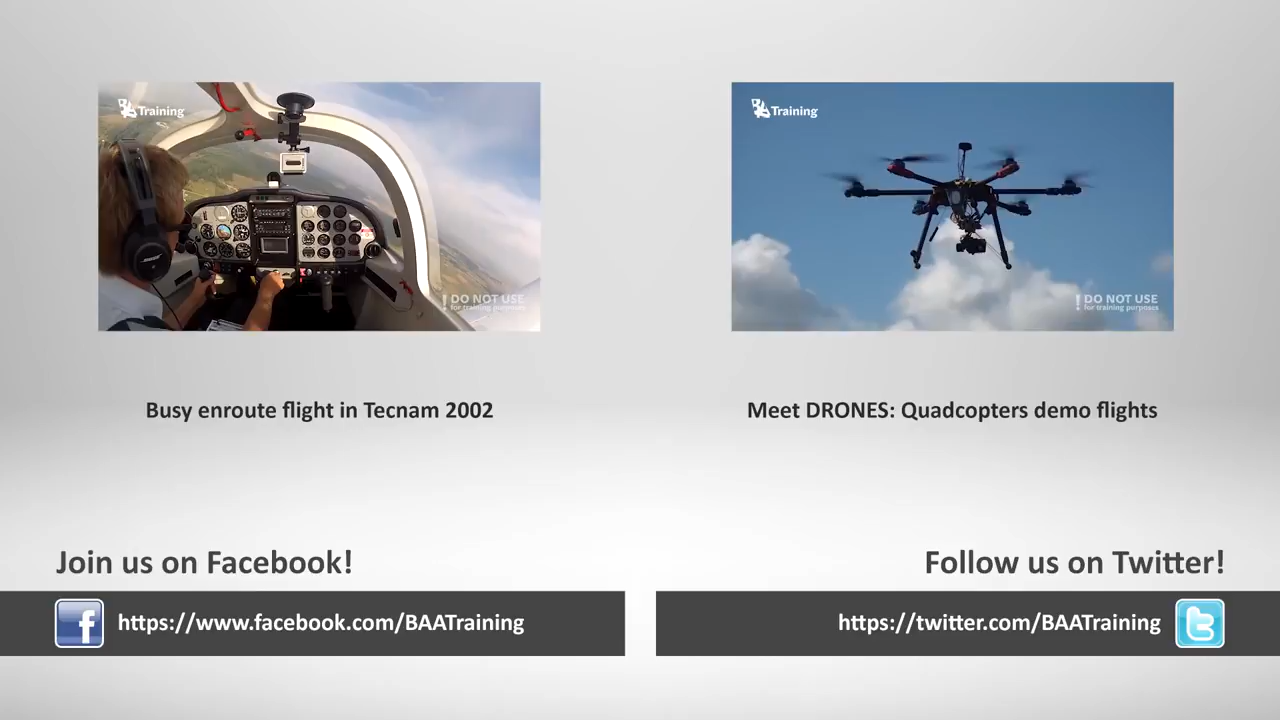 BAA Training
BAA Training
! DO NOT USE
for training purposes
! DO NOT USE
for training purposes
Busy enroute flight in Tecnam 2002
Meet DRONES: Quadcopters demo flights
Join us on Facebook!
Follow us on Twitter!
f https://www.facebook.com/BAATraining
https://twitter.com/BAATraining t